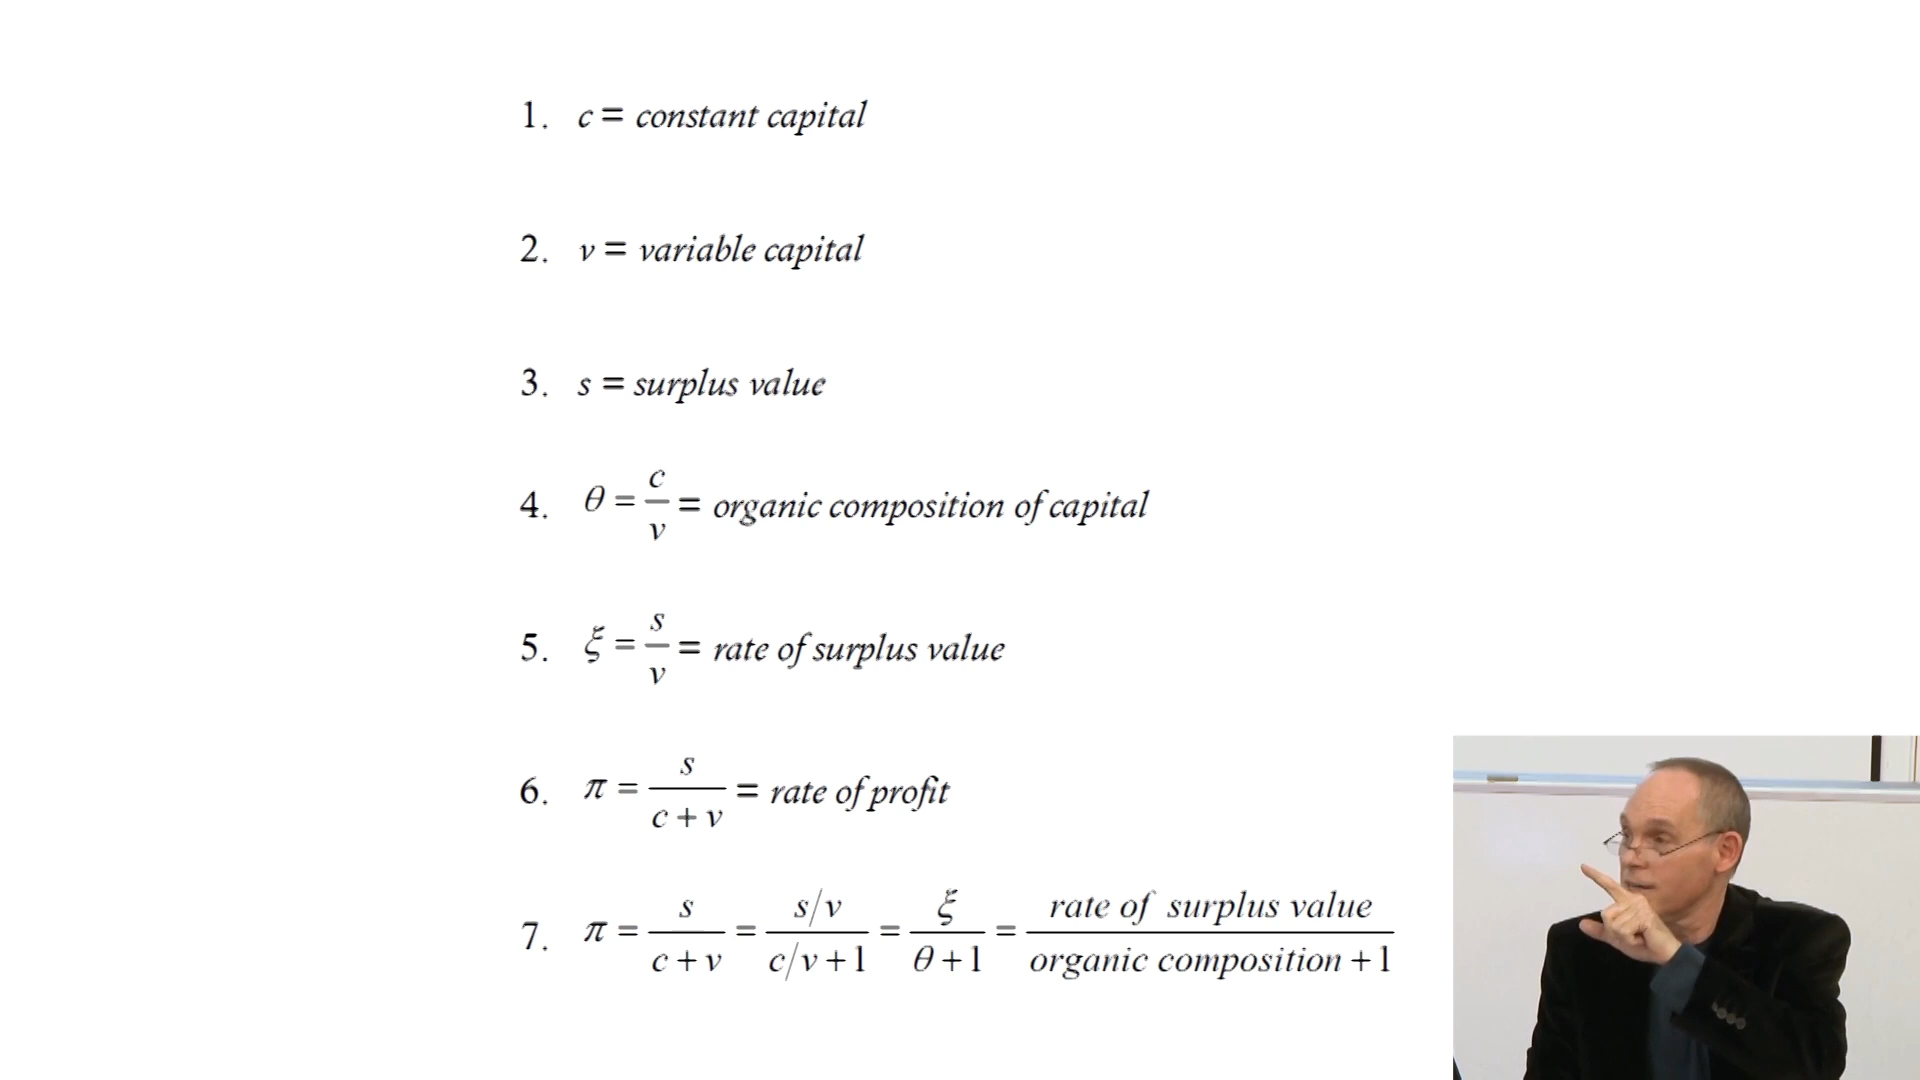 1. c = constant capital
2. v = variable capital
3. s = surplus value
4. θ = c/v = organic composition of capital
5. ξ = s/v = rate of surplus value
6. π = s/(c + v) = rate of profit
7. π = s/(c + v) = (s/v)/(c/v + 1) = ξ/(θ + 1) = rate of surplus value/(organic composition + 1)